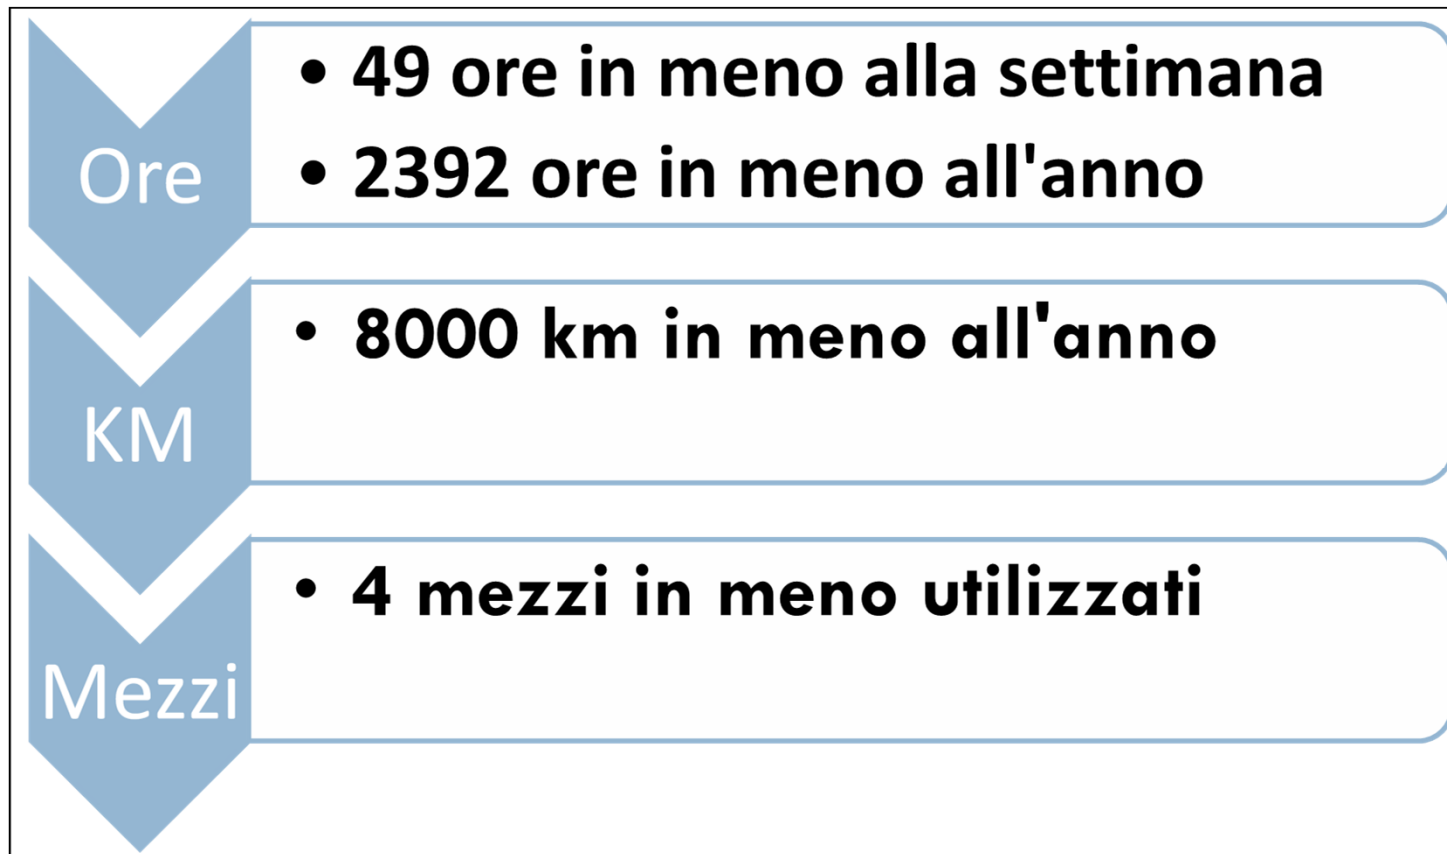 Ore
• 49 ore in meno alla settimana
• 2392 ore in meno all'anno
KM
• 8000 km in meno all'anno
Mezzi
• 4 mezzi in meno utilizzati